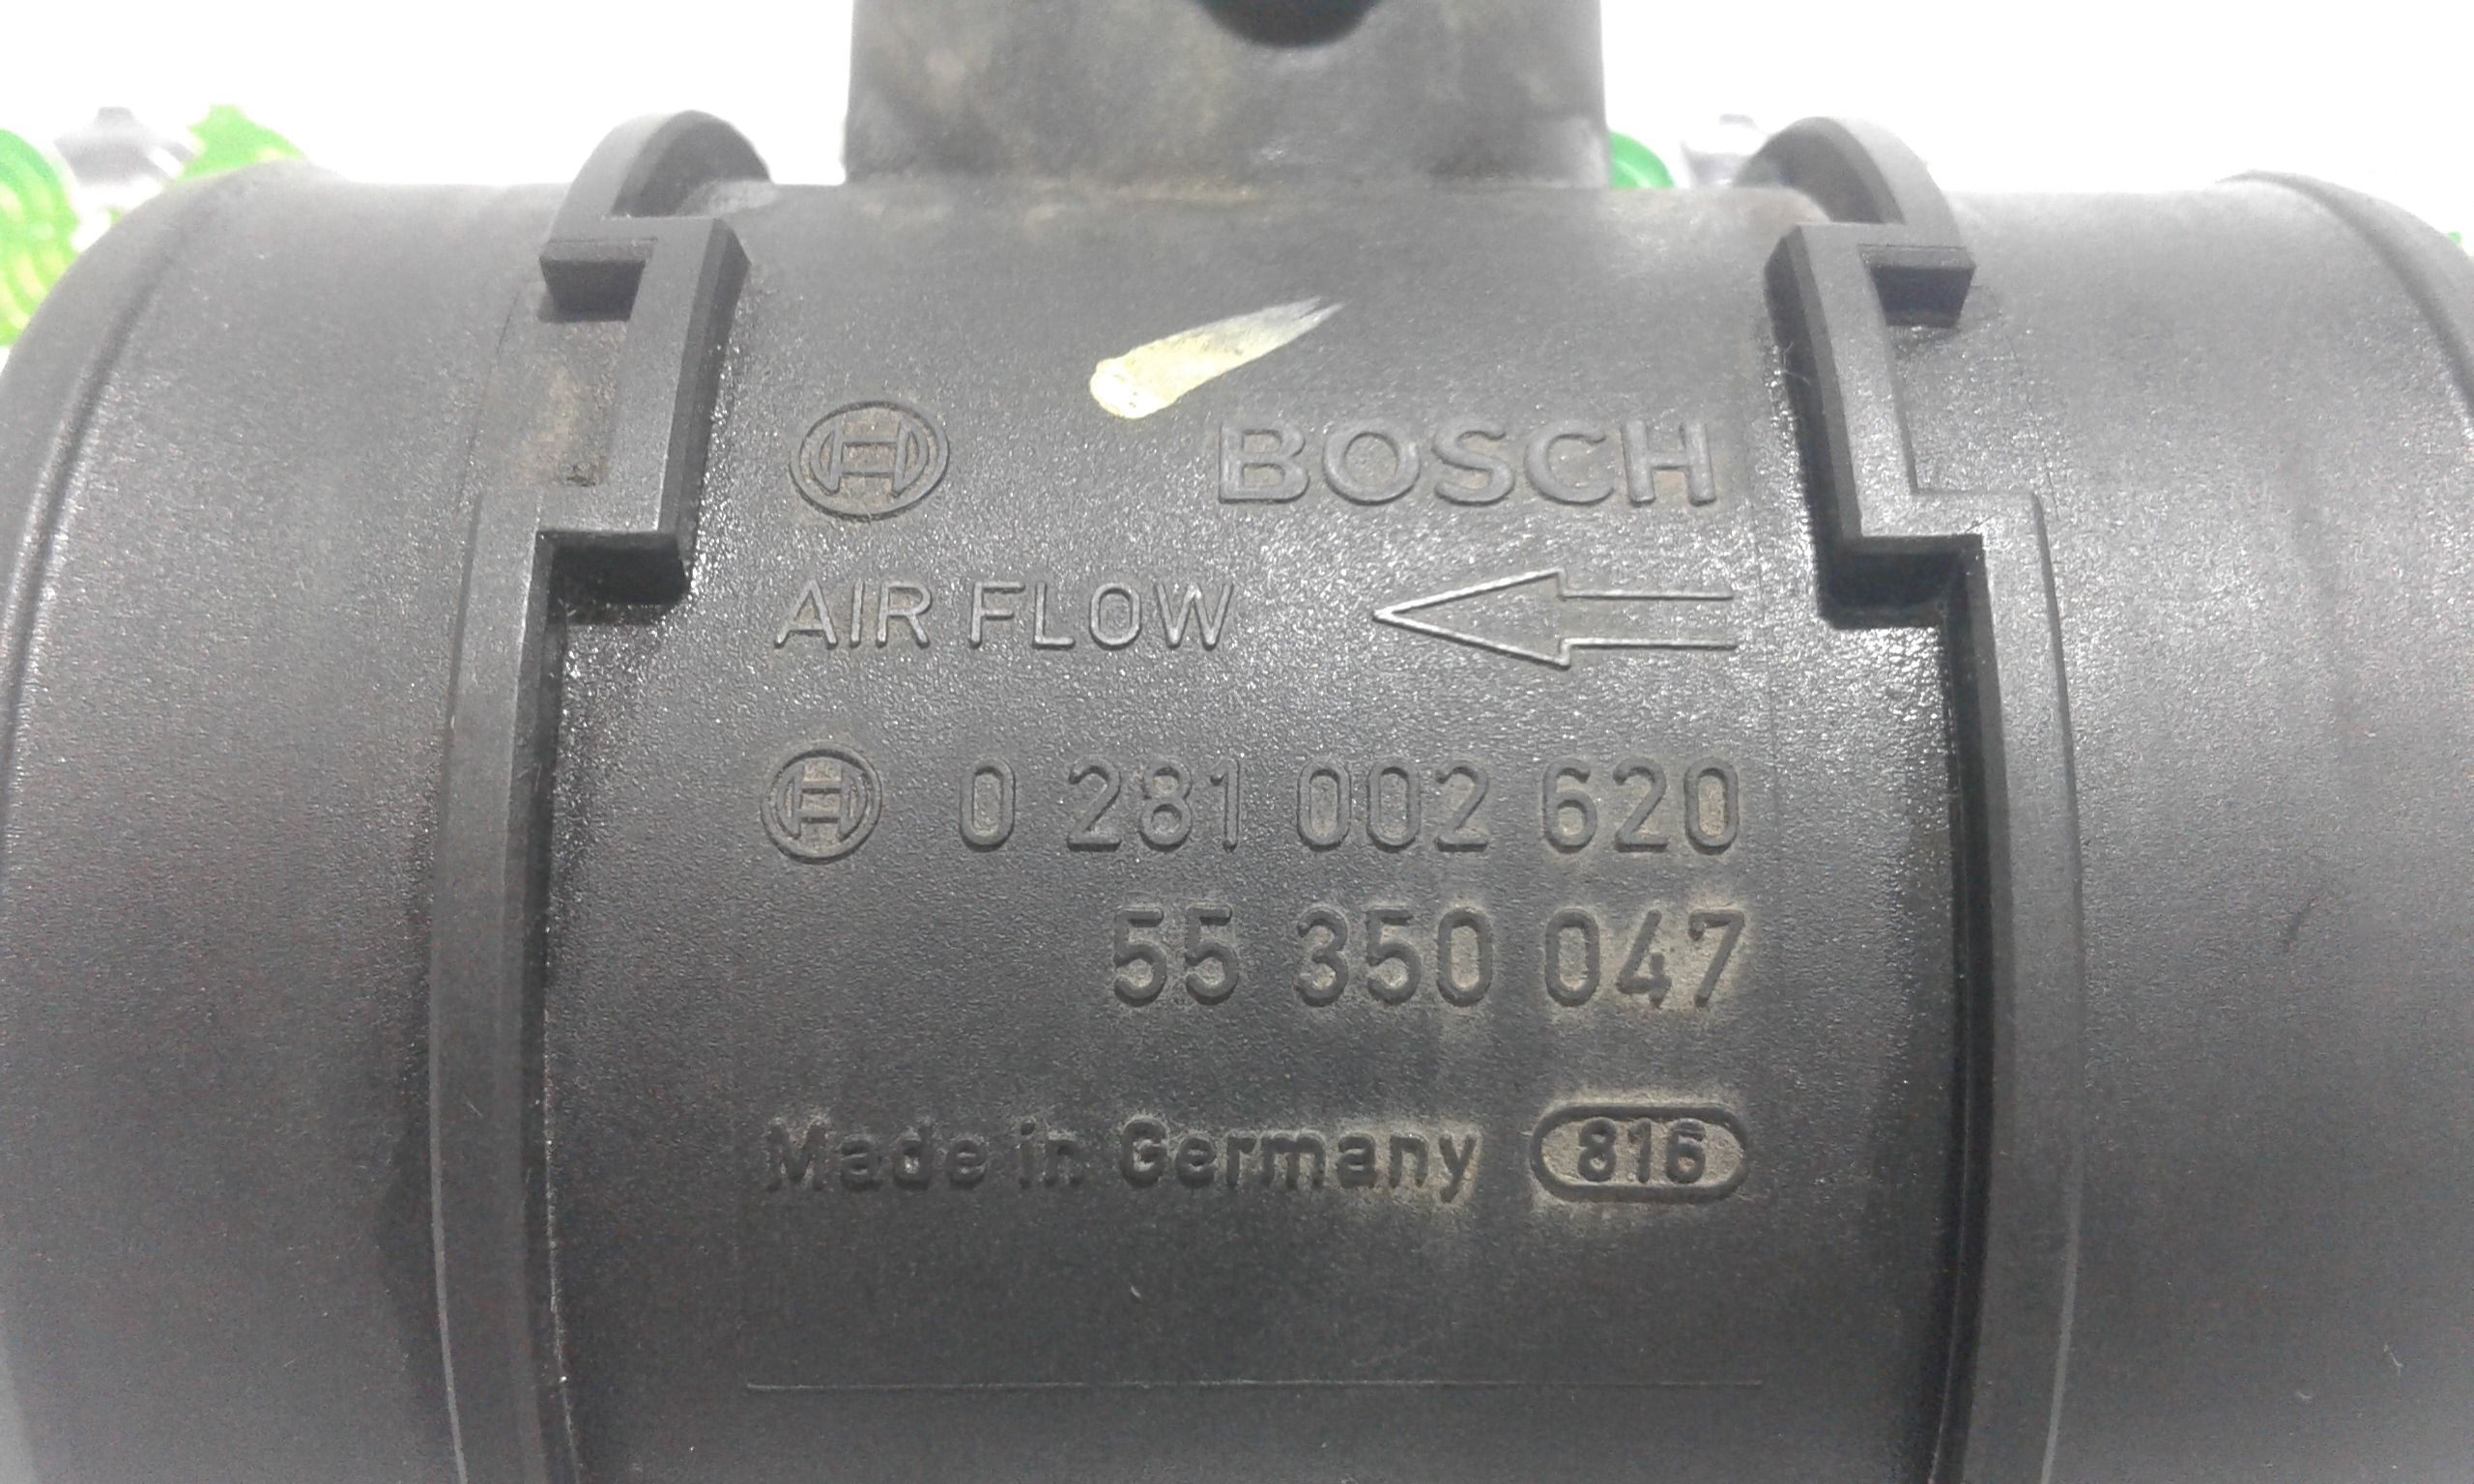 BOSCH
AIR FLOW
0 281 002 620
55 350 047
Made in Germany 816